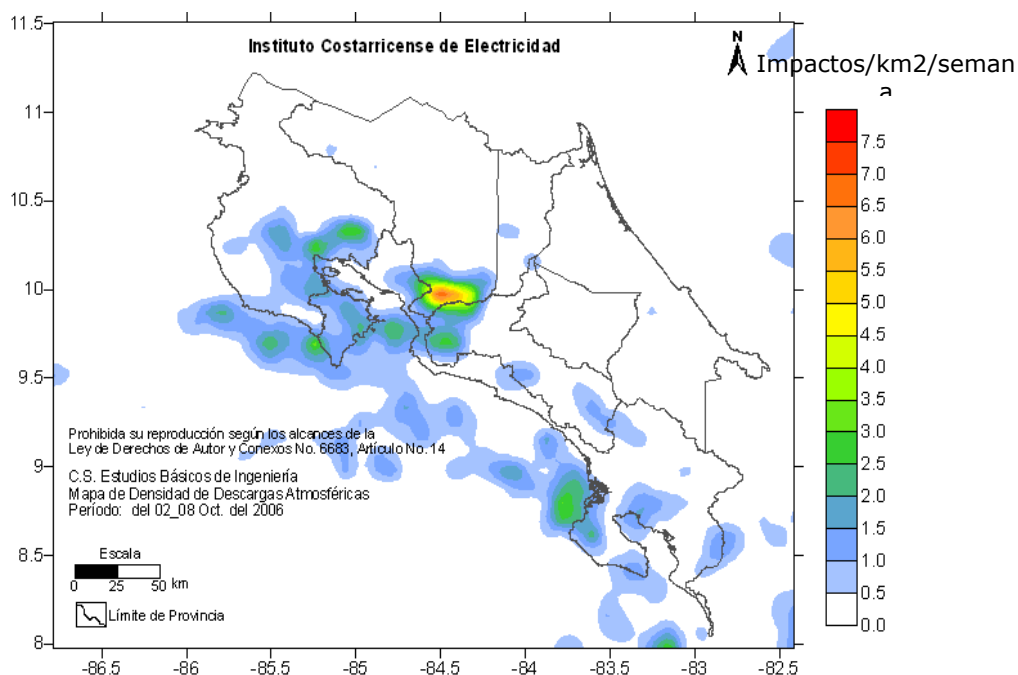 Instituto Costarricense de Electricidad
N
Impactos/km2/seman
a
11.5
11
10.5
10
9.5
9
8.5
8
7.5
7.0
6.5
6.0
5.5
5.0
4.5
4.0
3.5
3.0
2.5
2.0
1.5
1.0
0.5
0.0
Prohibida su reproducción según los alcances de la
Ley de Derechos de Autor y Conexos No. 6683, Artículo No. 14
C.S. Estudios Básicos de Ingeniería
Mapa de Densidad de Descargas Atmosféricas
Período: del 02_08 Oct. del 2006
Escala
0 25 50 km
Límite de Provincia
-86.5 -86 -85.5 -85 -84.5 -84 -83.5 -83 -82.5